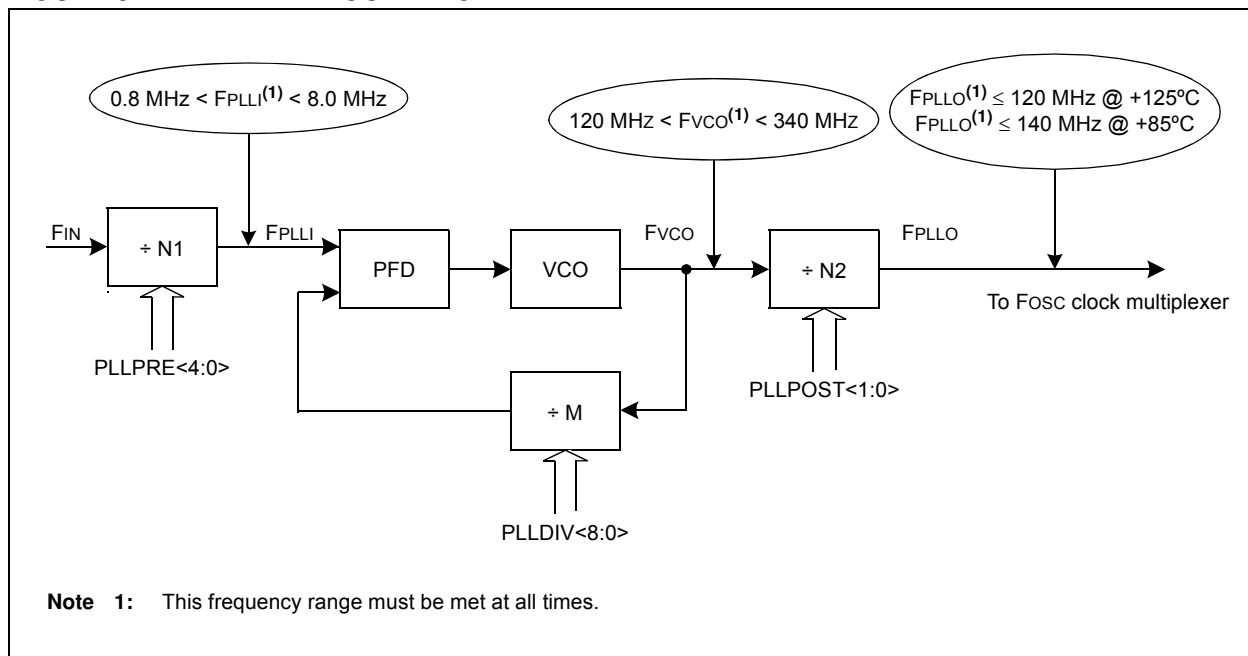 0.8 MHz < FPLLI(1) < 8.0 MHz
120 MHz < FVCO(1) < 340 MHz
FPLLO(1) ≤ 120 MHz @ +125ºC
FPLLO(1) ≤ 140 MHz @ +85ºC
FIN
÷ N1
FPLLI
PFD
VCO
FVCO
÷ N2
FPLLO
To FOSC clock multiplexer
PLLPRE<4:0>
÷ M
PLLPOST<1:0>
PLLDIV<8:0>
Note 1: This frequency range must be met at all times.